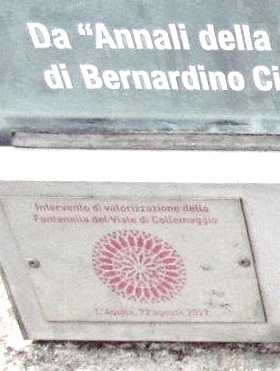 Da “Annali della
di Bernardino Ci
Intervento di valorizzazione della
Fontanella del Viale di Collemaggio
L'Aquila, 22 agosto 2017